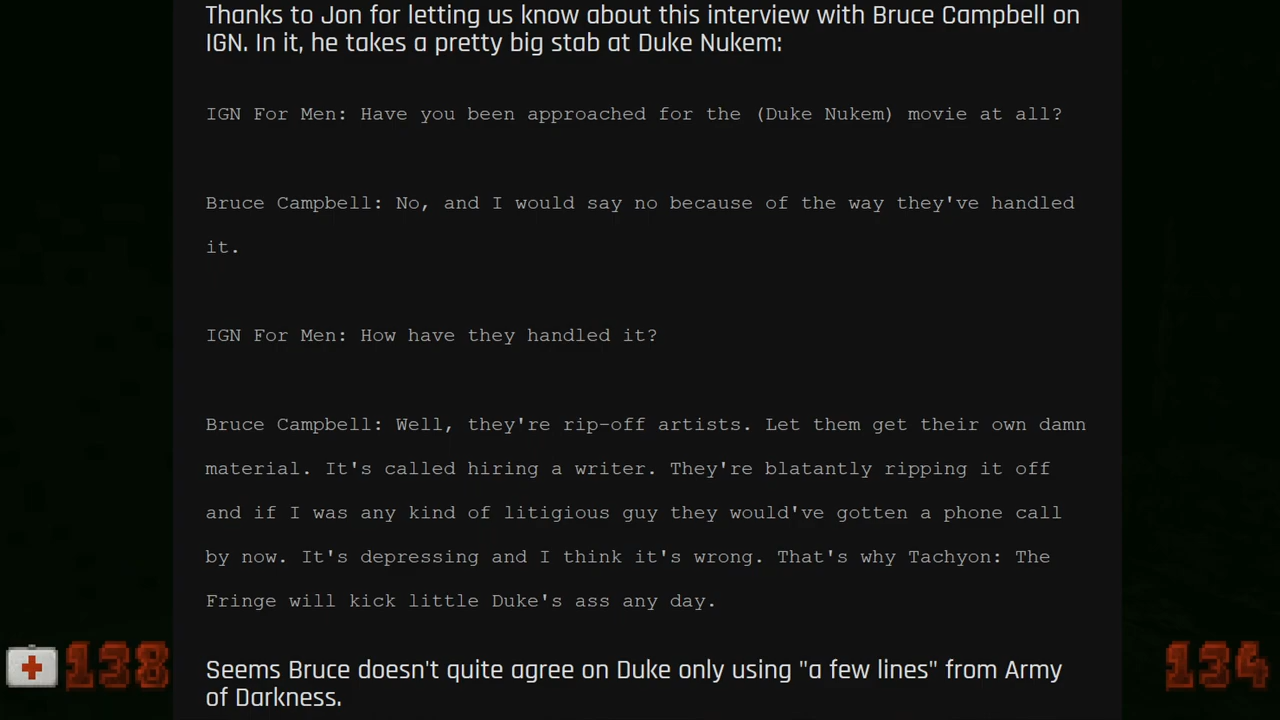 Thanks to Jon for letting us know about this interview with Bruce Campbell on
IGN. In it, he takes a pretty big stab at Duke Nukem:
IGN For Men: Have you been approached for the (Duke Nukem) movie at all?
Bruce Campbell: No, and I would say no because of the way they've handled
it.
IGN For Men: How have they handled it?
Bruce Campbell: Well, they're rip-off artists. Let them get their own damn
material. It's called hiring a writer. They're blatantly ripping it off
and if I was any kind of litigious guy they would've gotten a phone call
by now. It's depressing and I think it's wrong. That's why Tachyon: The
Fringe will kick little Duke's ass any day.
138
134
Seems Bruce doesn't quite agree on Duke only using "a few lines" from Army
of Darkness.